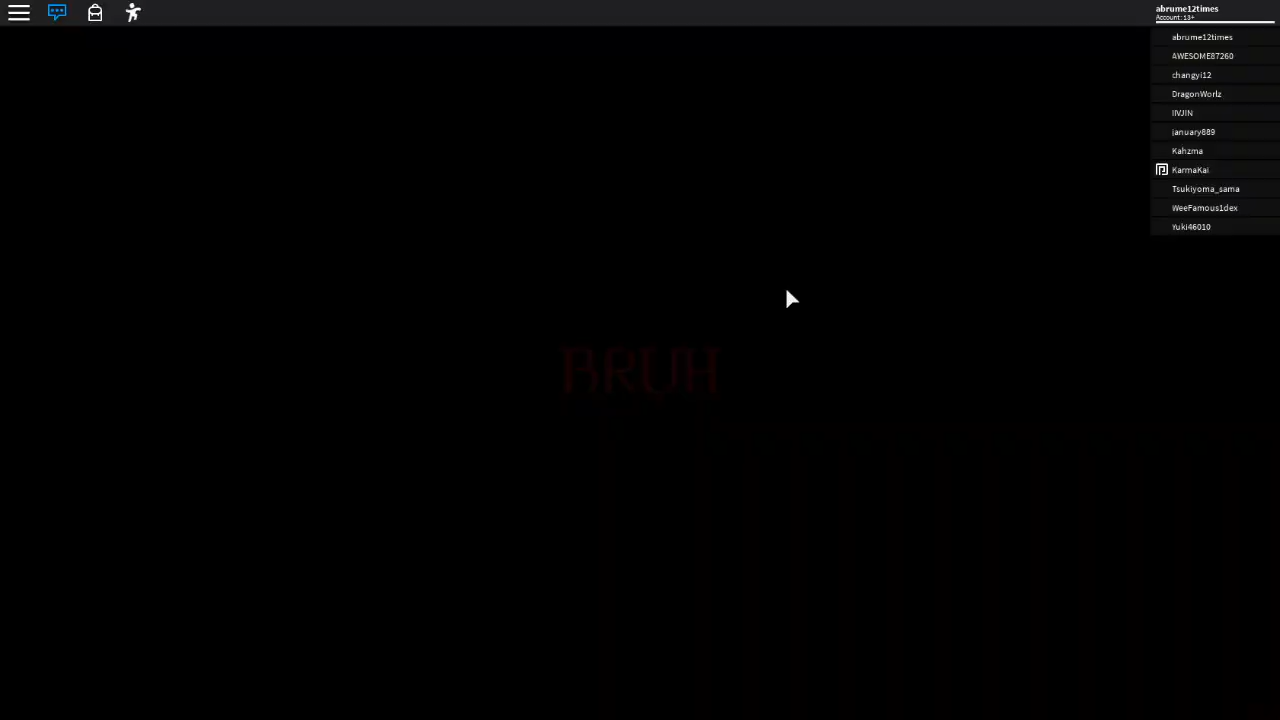 abrume12times
Account: 13+
abrume12times
AWESOME87260
changyi12
DragonWorlz
IIVJIN
january889
Kahzma
KarmaKai
Tsukiyoma_sama
WeeFamous1dex
Yuki46010
BRUH